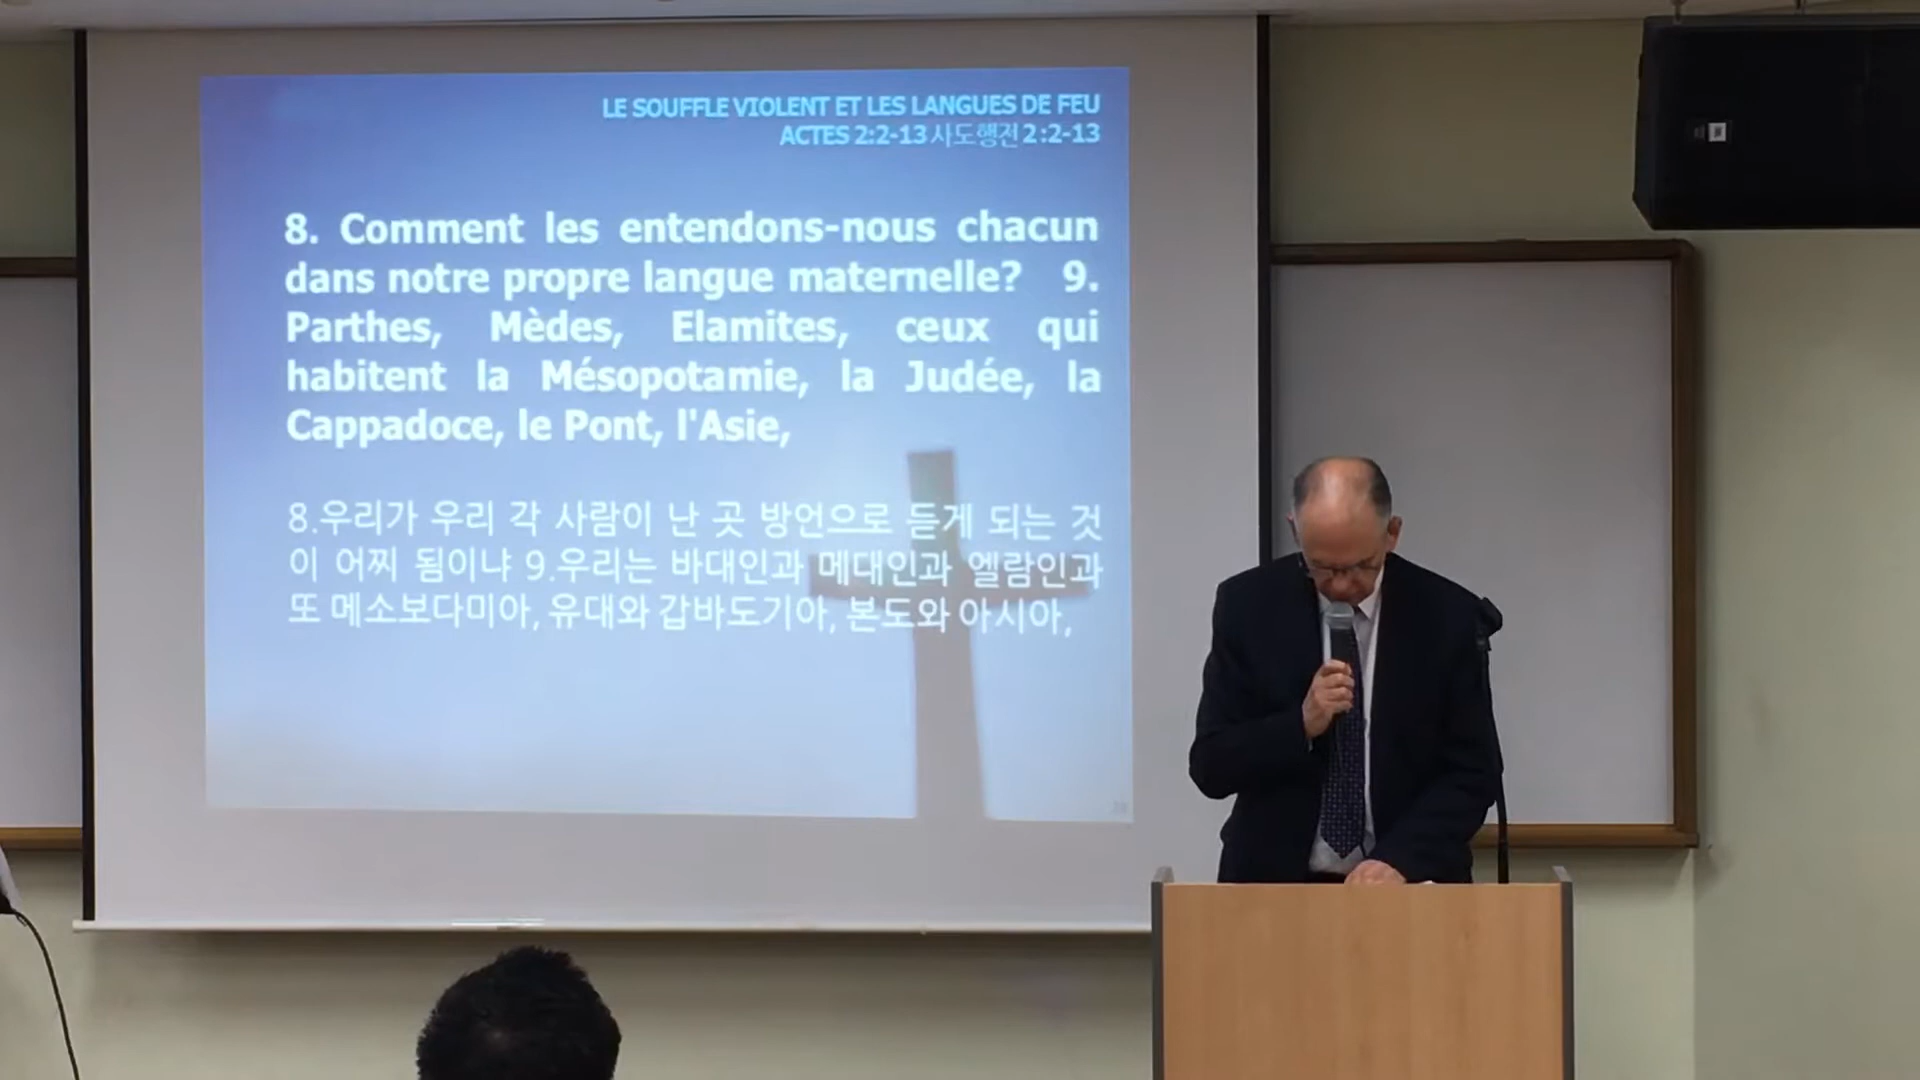 LE SOUFFLE VIOLENT ET LES LANGUES DE FEU
ACTES 2:2-13 사도행전 2:2-13
8. Comment les entendons-nous chacun
dans notre propre langue maternelle? 9.
Parthes, Mèdes, Elamites, ceux qui
habitent la Mésopotamie, la Judée, la
Cappadoce, le Pont, l'Asie,
8.우리가 우리 각 사람이 난 곳 방언으로 듣게 되는 것
이 어찌 됨이냐 9.우리는 바대인과 메대인과 엘람인과
또 메소보다미아, 유대와 갑바도기아, 본도와 아시아,